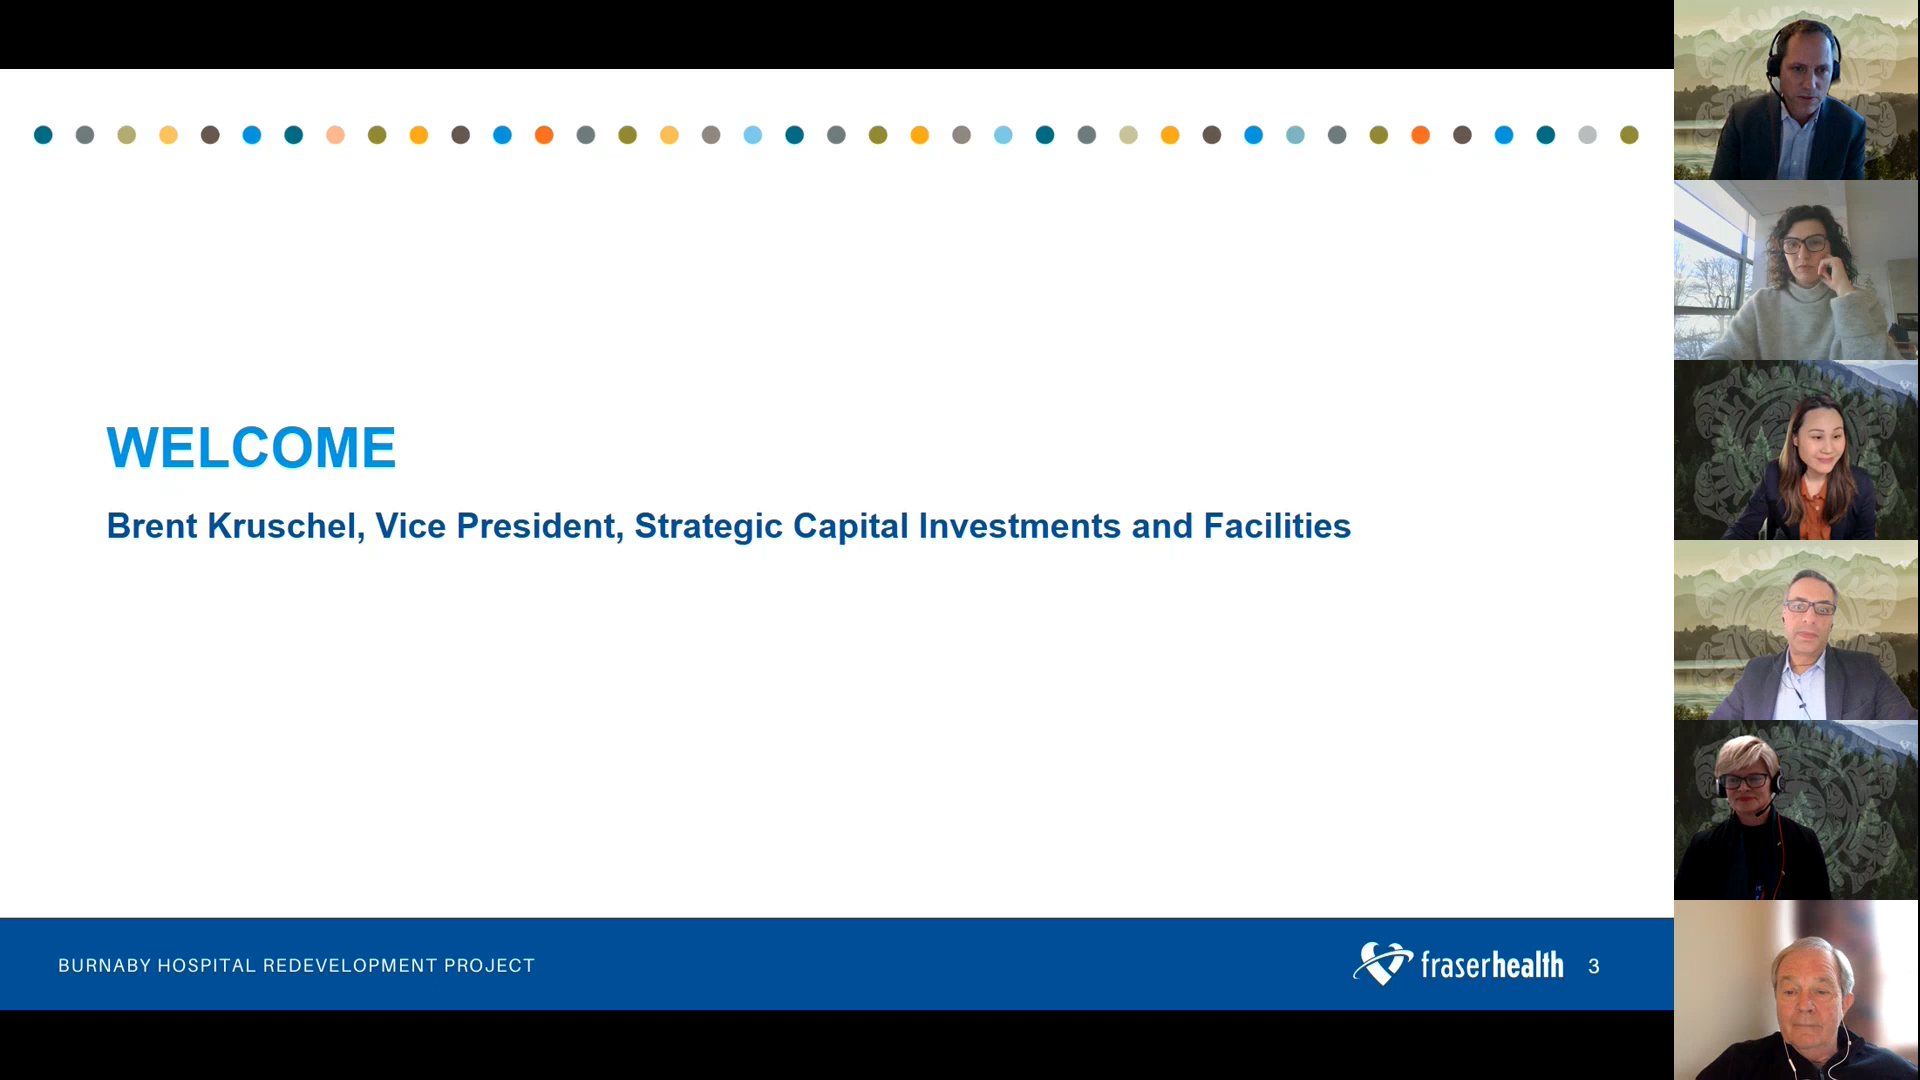 WELCOME
Brent Kruschel, Vice President, Strategic Capital Investments and Facilities
BURNABY HOSPITAL REDEVELOPMENT PROJECT
fraserhealth
3